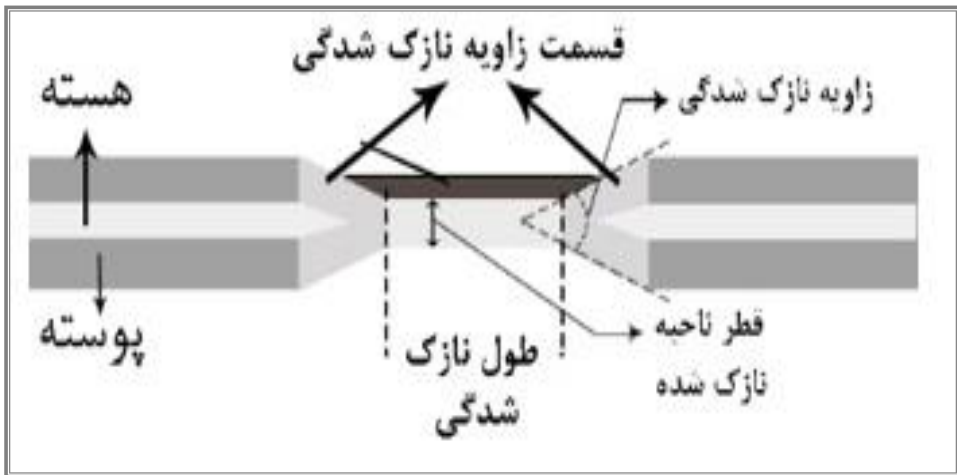 قسمت زاویه نازک شدگی
زاویه نازک شدگی
هسته
پوسته
طول نازک
شدگی
قطر ناحیه
نازک شده